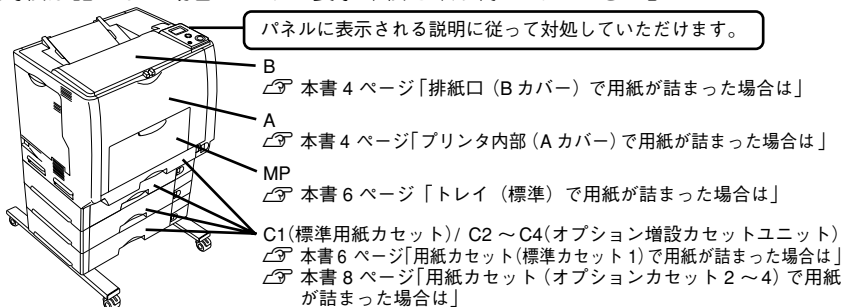 パネルに表示される説明に従って対処していただけます。
B
本書 4 ページ「排紙口（B カバー）で用紙が詰まった場合は」
A
本書 4 ページ「プリンタ内部（A カバー）で用紙が詰まった場合は」
MP
本書 6 ページ「トレイ（標準）で用紙が詰まった場合は」
C1(標準用紙カセット)/ C2 ～ C4(オプション増設カセットユニット)
本書 6 ページ「用紙カセット(標準カセット 1)で用紙が詰まった場合は」
本書 8 ページ「用紙カセット（オプションカセット 2 ～ 4）で用紙
が詰まった場合は」